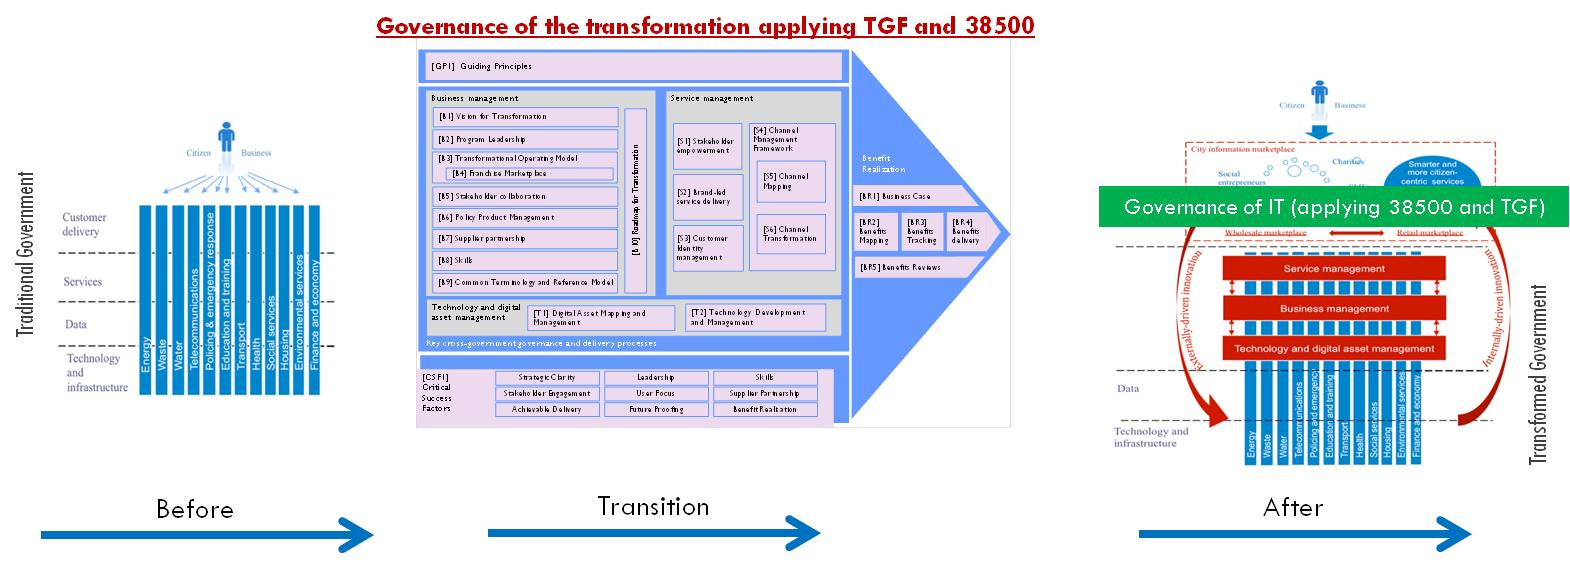 Governance of the transformation applying TGF and 38500
Traditional Government
Citizen
Business
Customer
delivery
Services
Data
Technology
and
infrastructure
Energy
Waste
Water
Telecommunications
Policing & emergency response
Education and training
Transport
Health
Social services
Housing
Environmental services
Finance and economy
[GP1] Guiding Principles
Business management
[B1] Vision for Transformation
[B2] Program Leadership
[B3] Transformational Operating Model
[B4] Franchise Marketplace
[B5] Stakeholder collaboration
[B6] Policy Product Management
[B7] Supplier partnership
[B8] Skills
[B9] Common Terminology and Reference Model
[B10] Roadmap for Transformation
Service management
[S1] Stakeholder
empowerment
[S2] Brand-led
service delivery
[S3] Customer
Identity
management
[S4] Channel
Management
Framework
[S5] Channel
Mapping
[S6] Channel
Transformation
Technology and digital
asset management
[T1] Digital Asset Mapping and
Management
[T2] Technology Development
and Management
Key cross-government governance and delivery processes
[CSF1]
Critical
Success
Factors
Strategic Clarity
Leadership
Skills
Stakeholder Engagement
User Focus
Supplier Partnership
Achievable Delivery
Future Proofing
Benefit Realisation
Benefit
Realization
[BR1] Business Case
[BR2]
Benefits
Mapping
[BR3]
Benefits
Tracking
[BR4]
Benefits
delivery
[BR5] Benefits Reviews
Citizen
Business
City information marketplace
Social
entrepreneurs
Charities
Smarter and
more citizen-
centric services
Governance of IT (applying 38500 and TGF)
Wholesale marketplace
Retail marketplace
Externally-driven innovation
Internally-driven innovation
Service management
Business management
Technology and digital asset management
Data
Technology and
infrastructure
Energy
Waste
Water
Telecommunications
Policing and emergency
Education and training
Transport
Health
Social services
Housing
Environmental services
Finance and economy
Transformed Government
Before
Transition
After